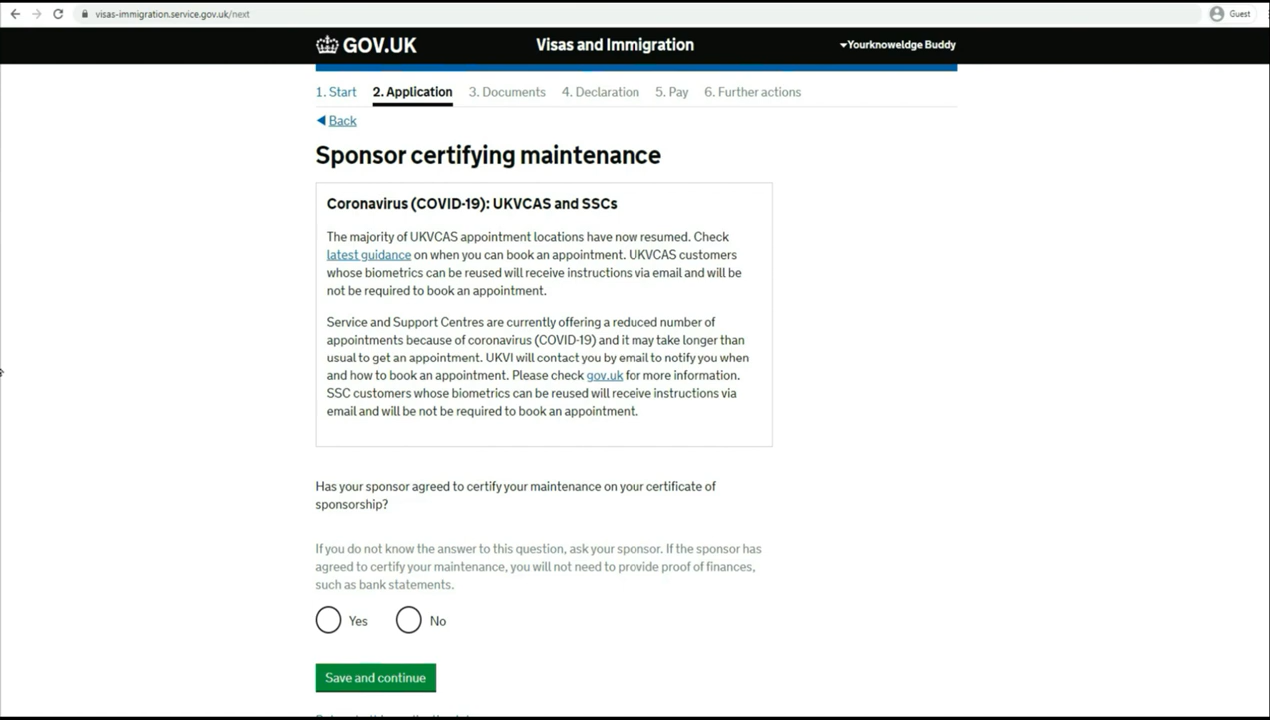 visas-immigration.service.gov.uk/next
Guest
GOV.UK
Visas and Immigration
Yourknoweldge Buddy
1. Start 2. Application 3. Documents 4. Declaration 5. Pay 6. Further actions
Back
Sponsor certifying maintenance
Coronavirus (COVID-19): UKVCAS and SSCs
The majority of UKVCAS appointment locations have now resumed. Check
latest guidance on when you can book an appointment. UKVCAS customers
whose biometrics can be reused will receive instructions via email and will be
not be required to book an appointment.
Service and Support Centres are currently offering a reduced number of
appointments because of coronavirus (COVID-19) and it may take longer than
usual to get an appointment. UKVI will contact you by email to notify you when
and how to book an appointment. Please check gov.uk for more information.
SSC customers whose biometrics can be reused will receive instructions via
email and will be not be required to book an appointment.
Has your sponsor agreed to certify your maintenance on your certificate of
sponsorship?
If you do not know the answer to this question, ask your sponsor. If the sponsor has
agreed to certify your maintenance, you will not need to provide proof of finances,
such as bank statements.
Yes No
Save and continue